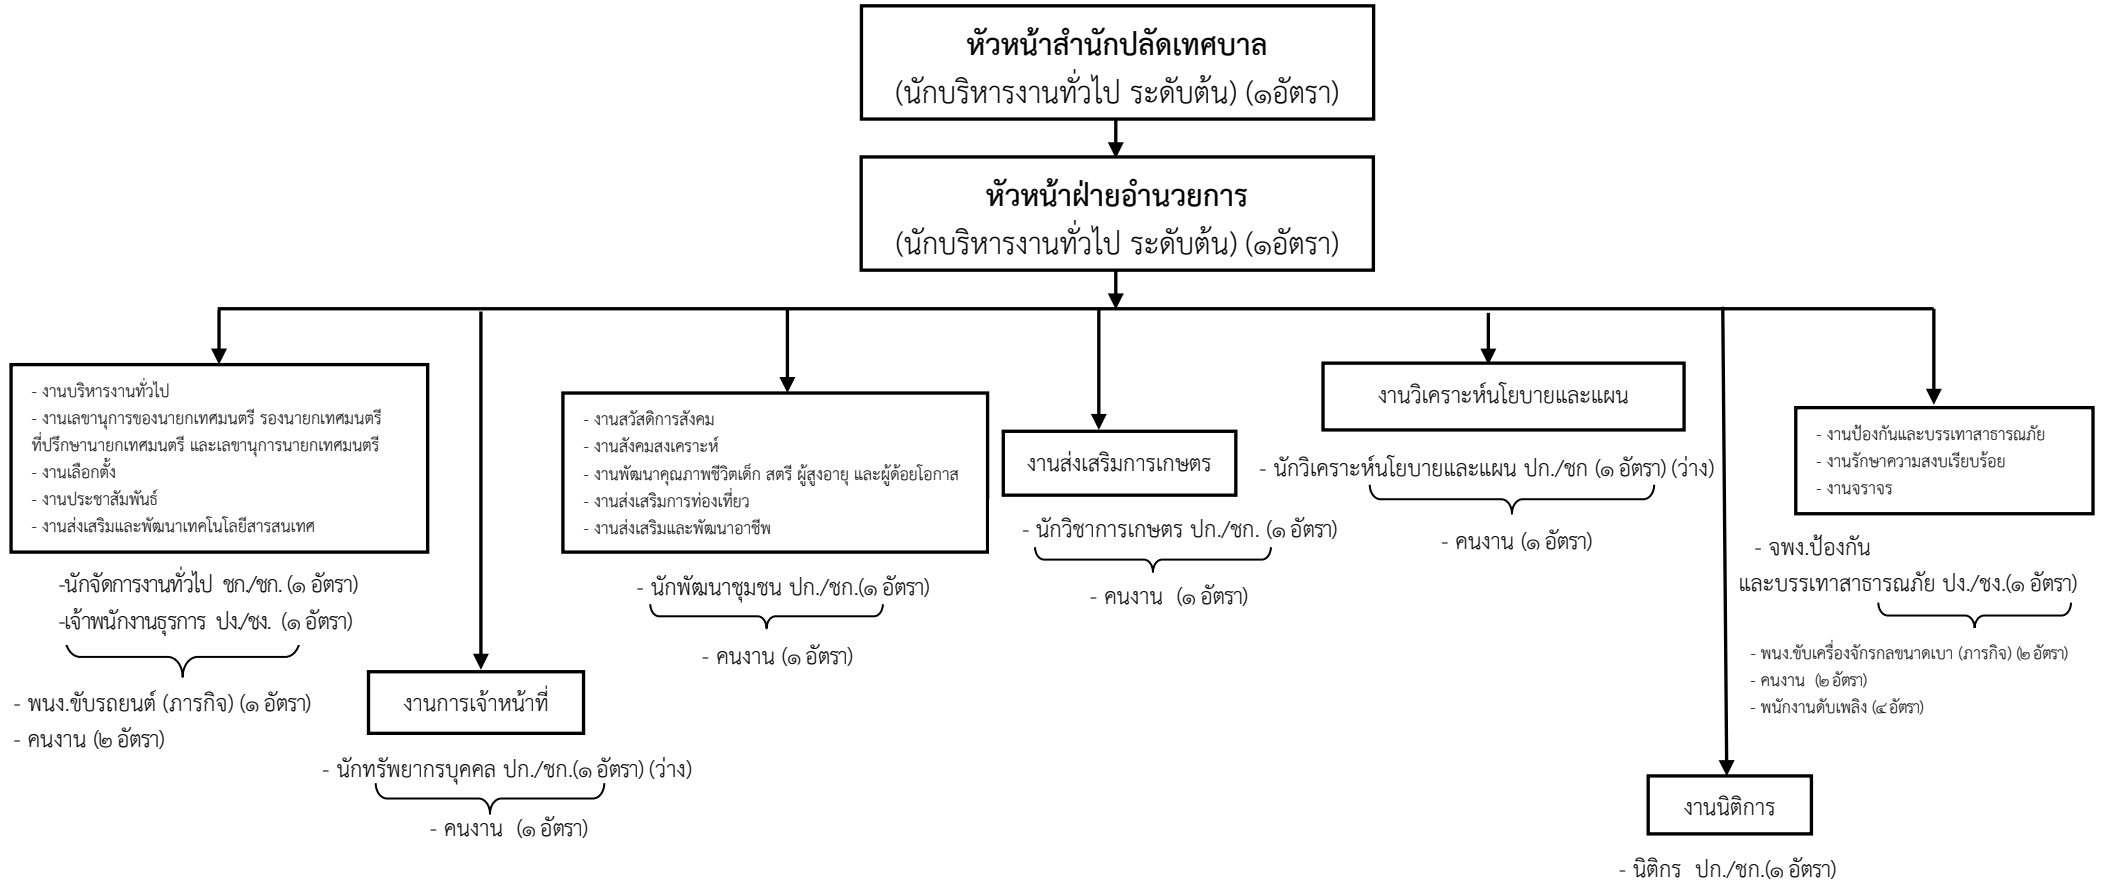 หัวหน้าสำนักปลัดเทศบาล
(นักบริหารงานทั่วไป ระดับต้น) (๑อัตรา)
หัวหน้าฝ่ายอำนวยการ
(นักบริหารงานทั่วไป ระดับต้น) (๑อัตรา)
- งานบริหารงานทั่วไป
- งานเลขานุการของนายกเทศมนตรี รองนายกเทศมนตรี
ที่ปรึกษานายกเทศมนตรี และเลขานุการนายกเทศมนตรี
- งานเลือกตั้ง
- งานประชาสัมพันธ์
- งานส่งเสริมและพัฒนาเทคโนโลยีสารสนเทศ
-นักจัดการงานทั่วไป ชก./ชก. (๑ อัตรา)
-เจ้าพนักงานธุรการ ปง./ชง. (๑ อัตรา)
- พนง.ขับรถยนต์ (ภารกิจ) (๑ อัตรา)
- คนงาน (๒ อัตรา)
งานการเจ้าหน้าที่
- นักทรัพยากรบุคคล ปก./ชก.(๑ อัตรา) (ว่าง)
- คนงาน (๑ อัตรา)
- งานสวัสดิการสังคม
- งานสังคมสงเคราะห์
- งานพัฒนาคุณภาพชีวิตเด็ก สตรี ผู้สูงอายุ และผู้ด้อยโอกาส
- งานส่งเสริมการท่องเที่ยว
- งานส่งเสริมและพัฒนาอาชีพ
- นักพัฒนาชุมชน ปก./ชก.(๑ อัตรา)
- คนงาน (๑ อัตรา)
งานส่งเสริมการเกษตร
- นักวิชาการเกษตร ปก./ชก. (๑ อัตรา)
- คนงาน (๑ อัตรา)
งานวิเคราะห์นโยบายและแผน
- นักวิเคราะห์นโยบายและแผน ปก./ชก (๑ อัตรา) (ว่าง)
- คนงาน (๑ อัตรา)
งานนิติการ
- นิติกร ปก./ชก.(๑ อัตรา)
- งานป้องกันและบรรเทาสาธารณภัย
- งานรักษาความสงบเรียบร้อย
- งานจราจร
- จพง.ป้องกัน
และบรรเทาสาธารณภัย ปง./ชง.(๑ อัตรา)
- พนง.ขับเครื่องจักรกลขนาดเบา (ภารกิจ) (๒ อัตรา)
- คนงาน (๒ อัตรา)
- พนักงานดับเพลิง (๔ อัตรา)